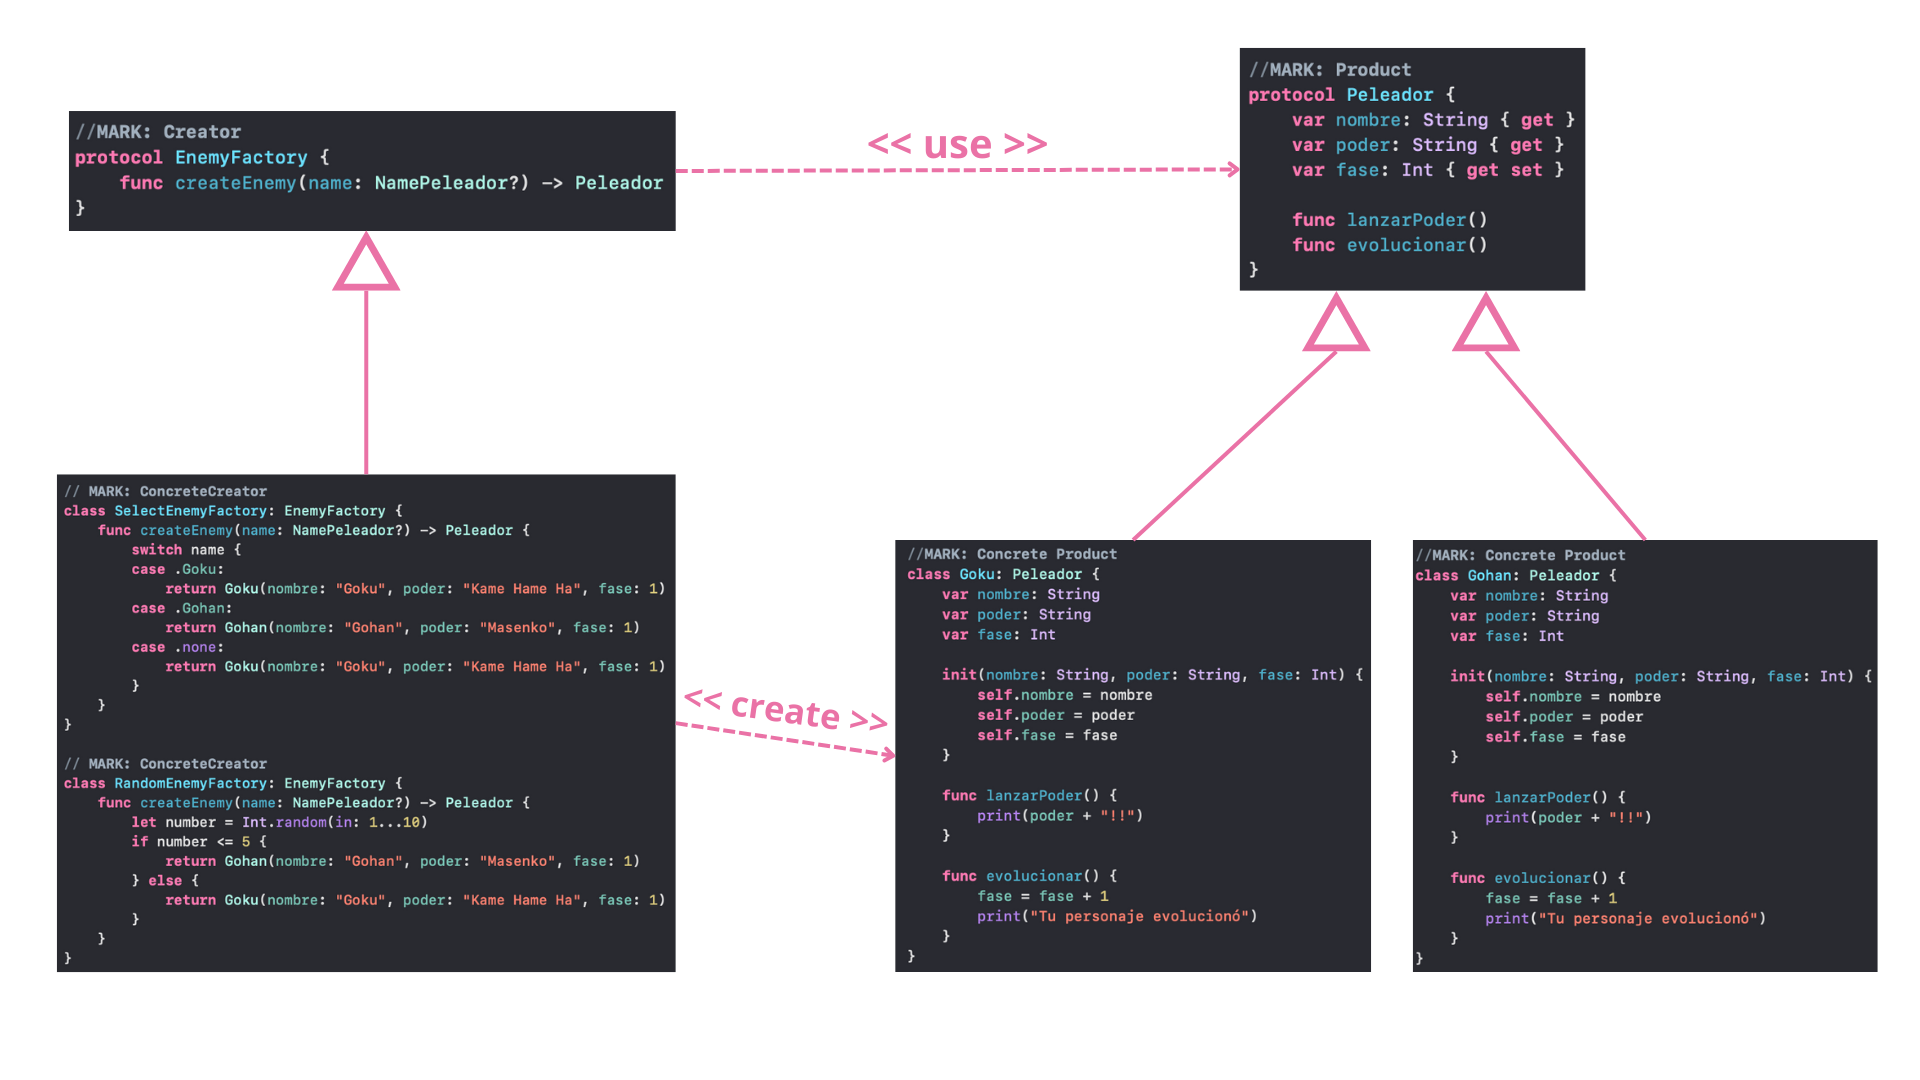 //MARK: Creator
protocol EnemyFactory {
    func createEnemy(name: NamePeleador?) -> Peleador
}
<< use >>
//MARK: Product
protocol Peleador {
    var nombre: String { get }
    var poder: String { get }
    var fase: Int { get set }

    func lanzarPoder()
    func evolucionar()
}
// MARK: ConcreteCreator
class SelectEnemyFactory: EnemyFactory {
    func createEnemy(name: NamePeleador?) -> Peleador {
        switch name {
        case .Goku:
            return Goku(nombre: "Goku", poder: "Kame Hame Ha", fase: 1)
        case .Gohan:
            return Gohan(nombre: "Gohan", poder: "Masenko", fase: 1)
        case .none:
            return Goku(nombre: "Goku", poder: "Kame Hame Ha", fase: 1)
        }
    }
}

// MARK: ConcreteCreator
class RandomEnemyFactory: EnemyFactory {
    func createEnemy(name: NamePeleador?) -> Peleador {
        let number = Int.random(in: 1...10)
        if number <= 5 {
            return Gohan(nombre: "Gohan", poder: "Masenko", fase: 1)
        } else {
            return Goku(nombre: "Goku", poder: "Kame Hame Ha", fase: 1)
        }
    }
}
<< create >>
//MARK: Concrete Product
class Goku: Peleador {
    var nombre: String
    var poder: String
    var fase: Int

    init(nombre: String, poder: String, fase: Int) {
        self.nombre = nombre
        self.poder = poder
        self.fase = fase
    }

    func lanzarPoder() {
        print(poder + "!!")
    }

    func evolucionar() {
        fase = fase + 1
        print("Tu personaje evolucionó")
    }
}
//MARK: Concrete Product
class Gohan: Peleador {
    var nombre: String
    var poder: String
    var fase: Int

    init(nombre: String, poder: String, fase: Int) {
        self.nombre = nombre
        self.poder = poder
        self.fase = fase
    }

    func lanzarPoder() {
        print(poder + "!!")
    }

    func evolucionar() {
        fase = fase + 1
        print("Tu personaje evolucionó")
    }
}